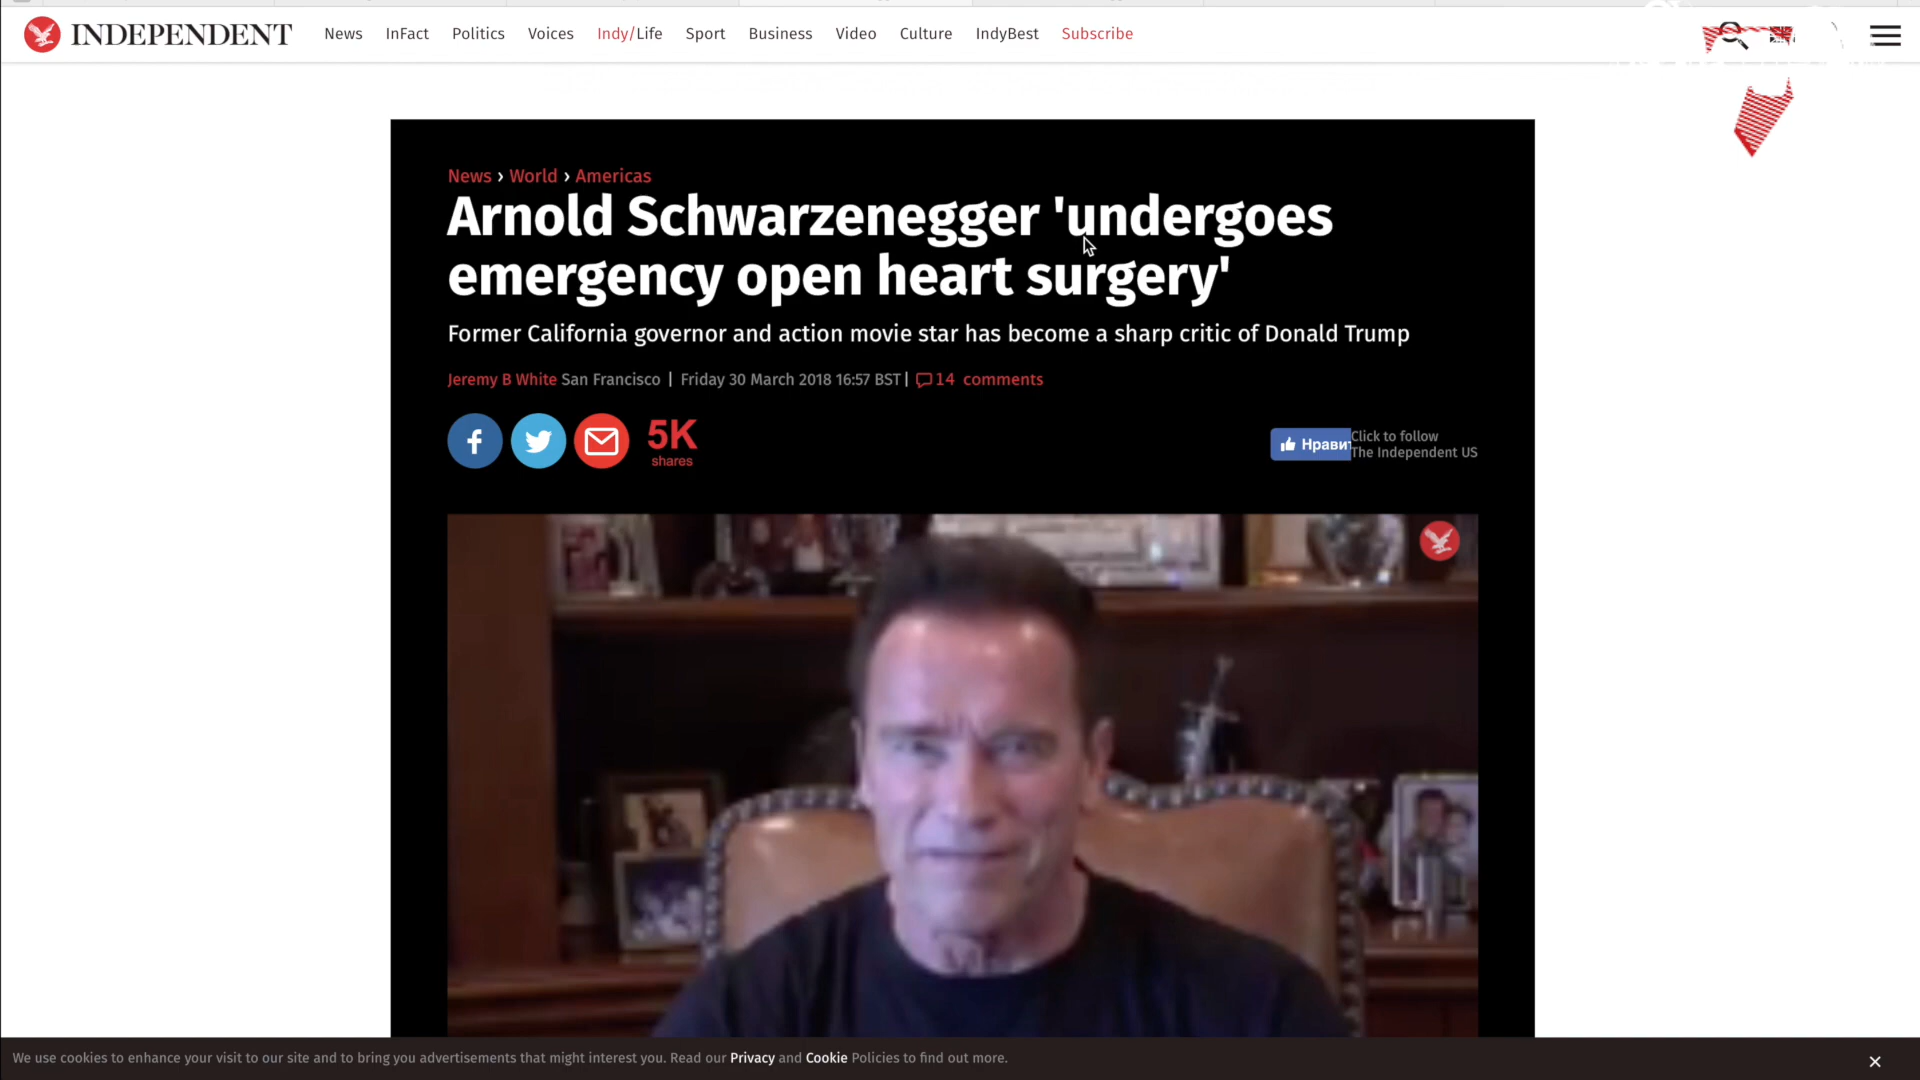 INDEPENDENT News InFact Politics Voices Indy/Life Sport Business Video Culture IndyBest Subscribe
News › World › Americas
Arnold Schwarzenegger 'undergoes
emergency open heart surgery'
Former California governor and action movie star has become a sharp critic of Donald Trump
Jeremy B White San Francisco | Friday 30 March 2018 16:57 BST | 14 comments
5K
shares
Нрави
Click to follow
The Independent US
We use cookies to enhance your visit to our site and to bring you advertisements that might interest you. Read our Privacy and Cookie Policies to find out more.